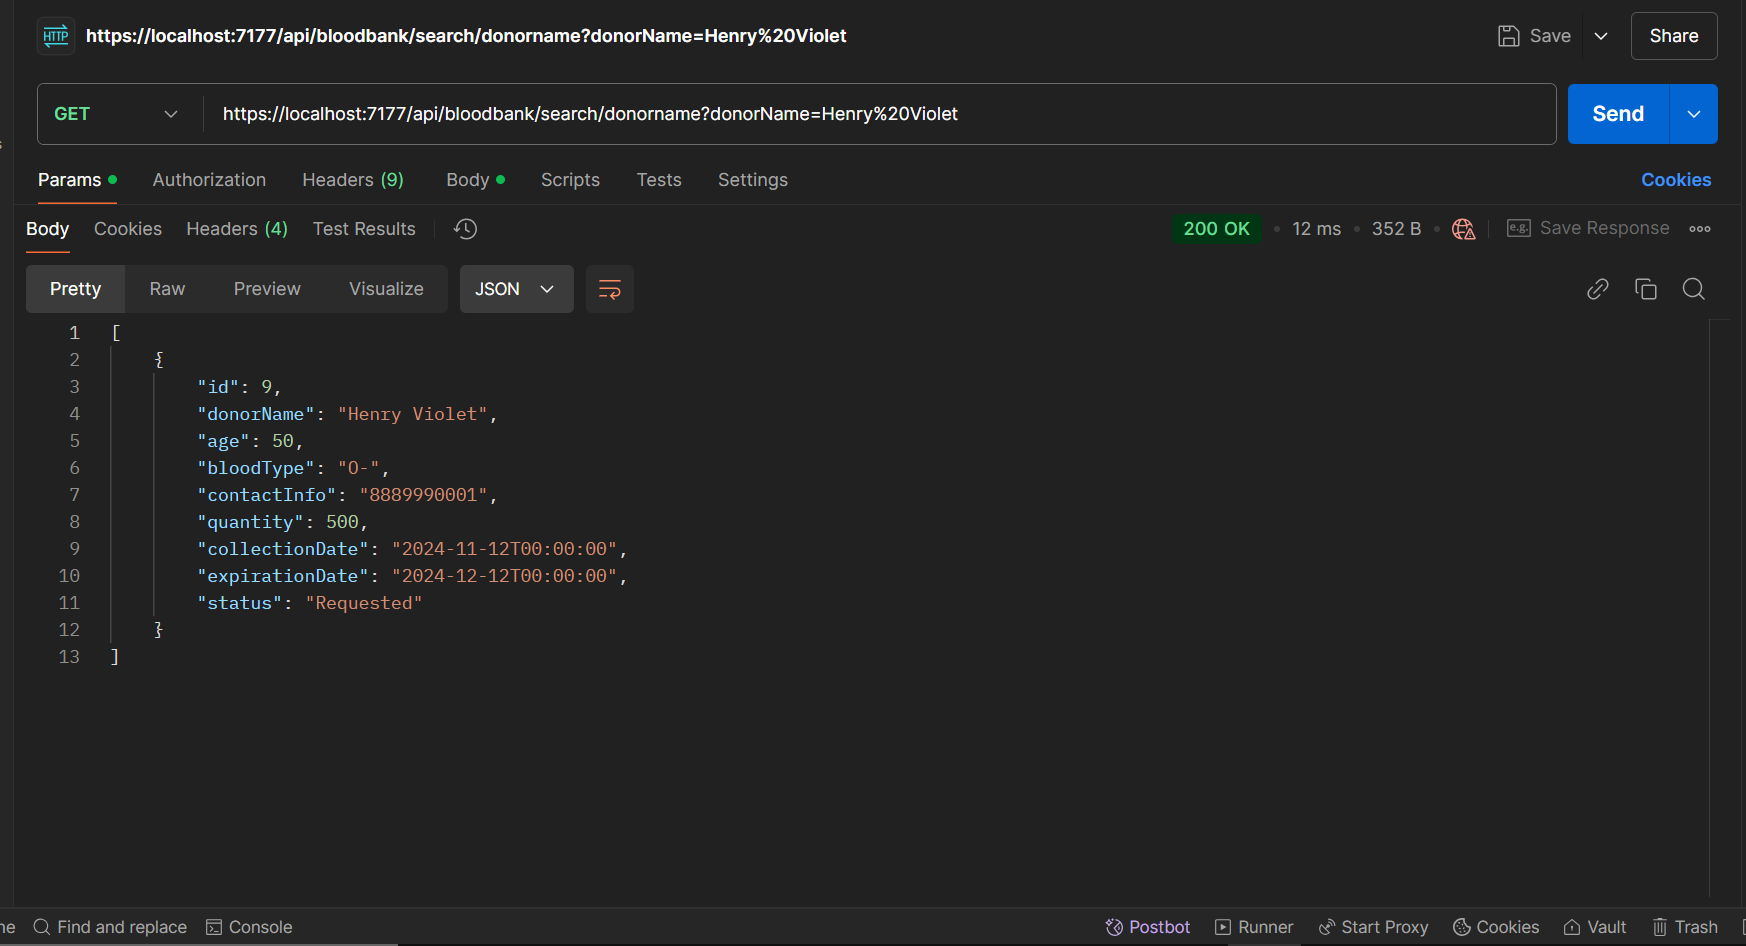 HTTP https://localhost:7177/api/bloodbank/search/donorname?donorName=Henry%20Violet Save Share
GET https://localhost:7177/api/bloodbank/search/donorname?donorName=Henry%20Violet Send
Params Authorization Headers (9) Body Scripts Tests Settings Cookies
Body Cookies Headers (4) Test Results 200 OK 12 ms 352 B e.g. Save Response
Pretty Raw Preview Visualize JSON
1 [
2 {
3 "id": 9,
4 "donorName": "Henry Violet",
5 "age": 50,
6 "bloodType": "O-",
7 "contactInfo": "8889990001",
8 "quantity": 500,
9 "collectionDate": "2024-11-12T00:00:00",
10 "expirationDate": "2024-12-12T00:00:00",
11 "status": "Requested"
12 }
13 ]
ne Find and replace Console Postbot Runner Start Proxy Cookies Vault Trash